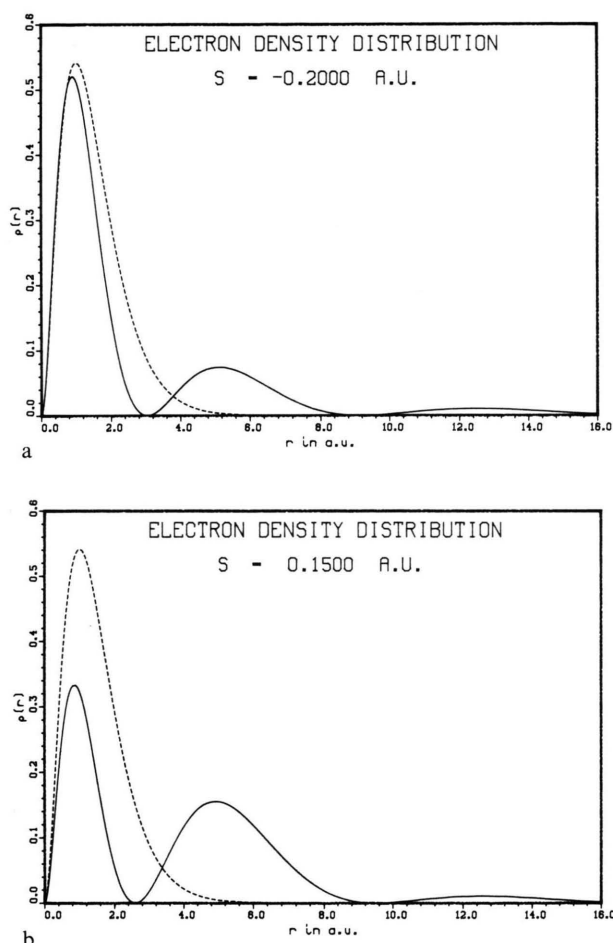 0.6
0.5
0.4
0.3
0.2
0.1
0.0
ρ(r)
ELECTRON DENSITY DISTRIBUTION
S = -0.2000 A.U.
0.0 2.0 4.0 6.0 8.0 10.0 12.0 14.0 16.0
r in a.u.
a
0.6
0.5
0.4
0.3
0.2
0.1
0.0
ρ(r)
ELECTRON DENSITY DISTRIBUTION
S = 0.1500 A.U.
0.0 2.0 4.0 6.0 8.0 10.0 12.0 14.0 16.0
r in a.u.
b